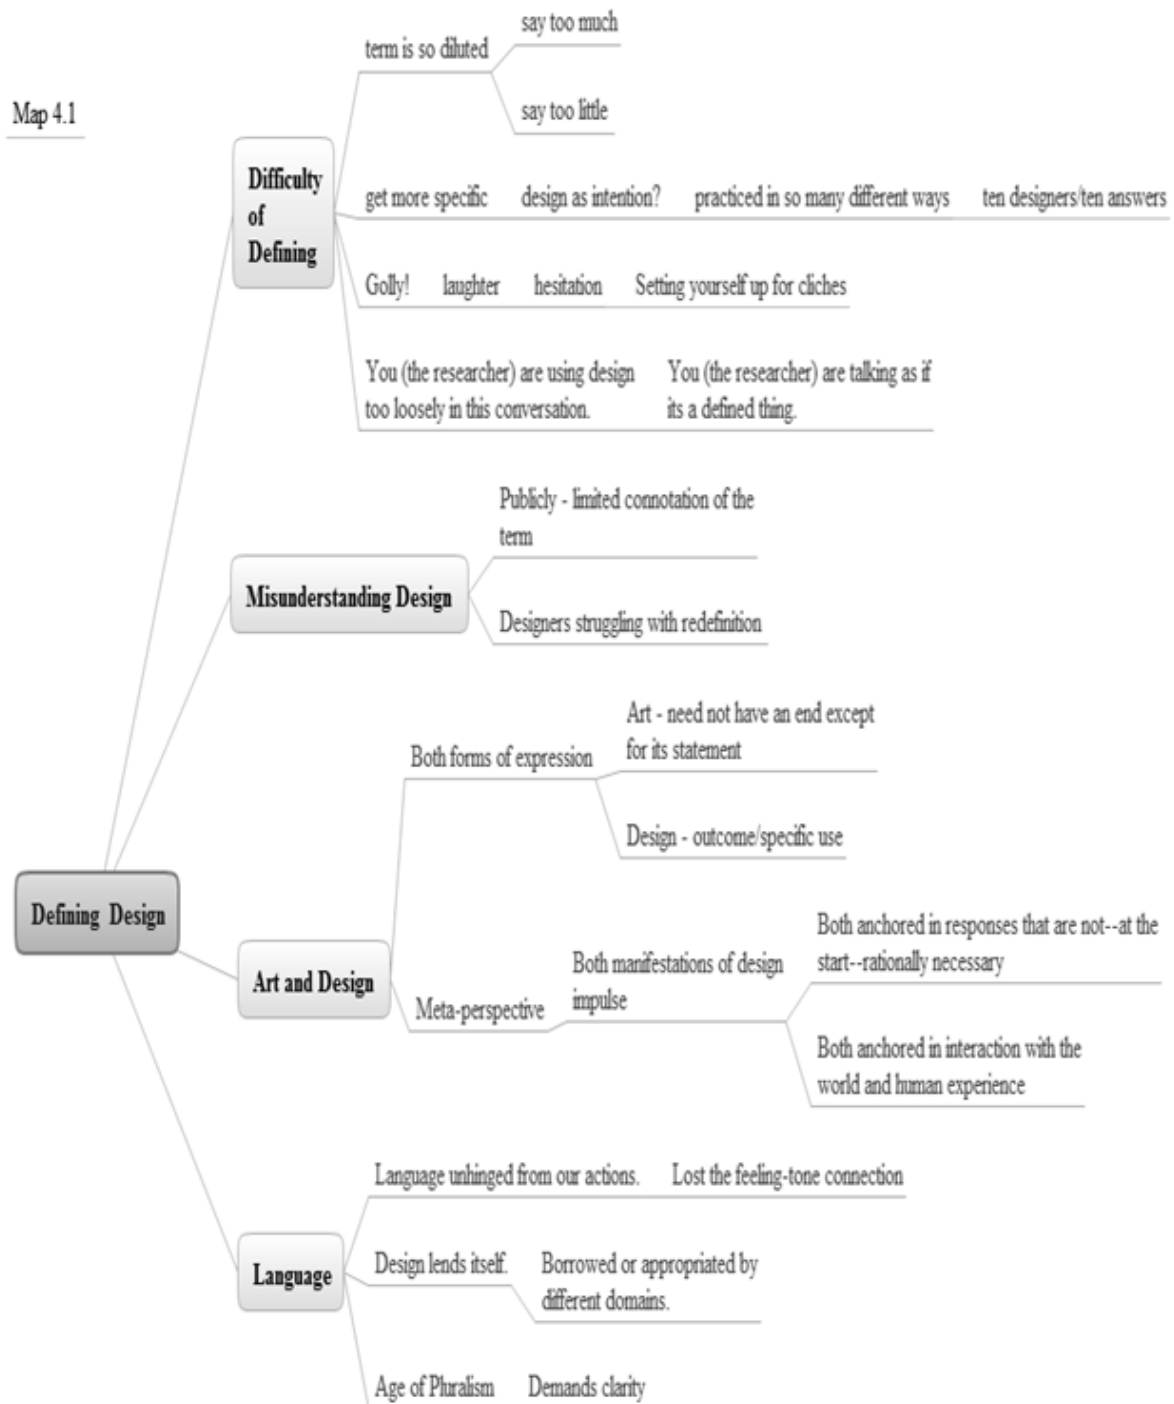 Map 4.1
Defining Design
Difficulty
of
Defining
term is so diluted
say too much
say too little
get more specific design as intention? practiced in so many different ways ten designers/ten answers
Golly! laughter hesitation Setting yourself up for cliches
You (the researcher) are using design
too loosely in this conversation.
You (the researcher) are talking as if
its a defined thing.
Misunderstanding Design
Publicly - limited connotation of the
term
Designers struggling with redefinition
Art and Design
Both forms of expression
Art - need not have an end except
for its statement
Design - outcome/specific use
Meta-perspective
Both manifestations of design
impulse
Both anchored in responses that are not--at the
start--rationally necessary
Both anchored in interaction with the
world and human experience
Language
Language unhinged from our actions. Lost the feeling-tone connection
Design lends itself.
Borrowed or appropriated by
different domains.
Age of Pluralism Demands clarity